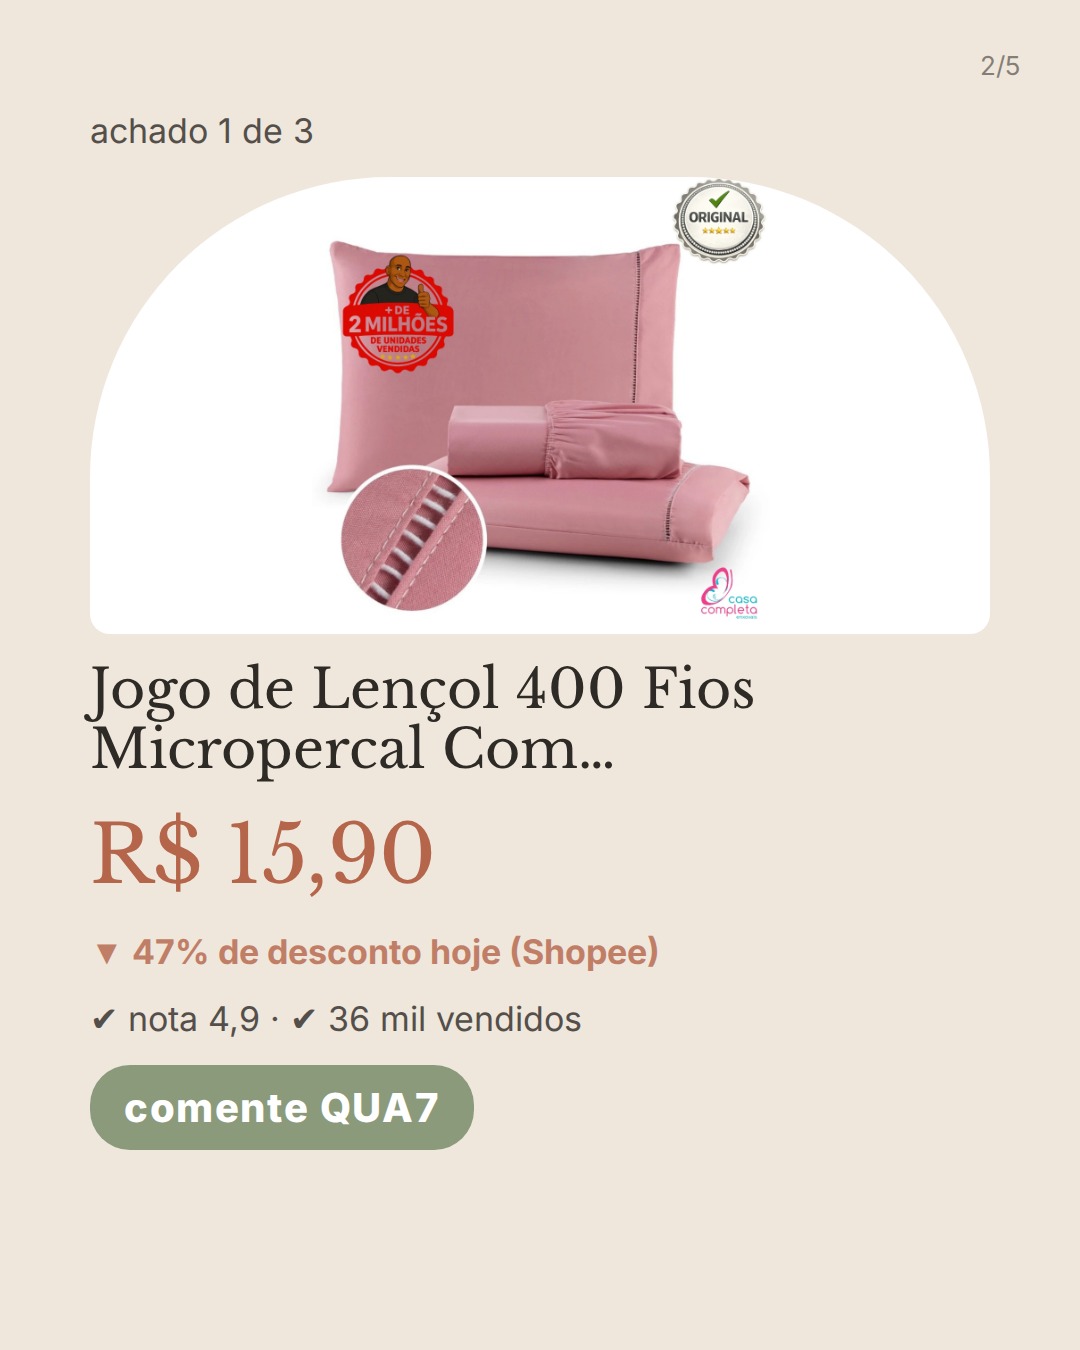 2/5
achado 1 de 3
ORIGINAL
+ DE
2 MILHÕES
DE UNIDADES
VENDIDAS
casa
completa
Jogo de Lençol 400 Fios
Micropercal Com...
R$ 15,90
▼ 47% de desconto hoje (Shopee)
✔ nota 4,9 · ✔ 36 mil vendidos
comente QUA7